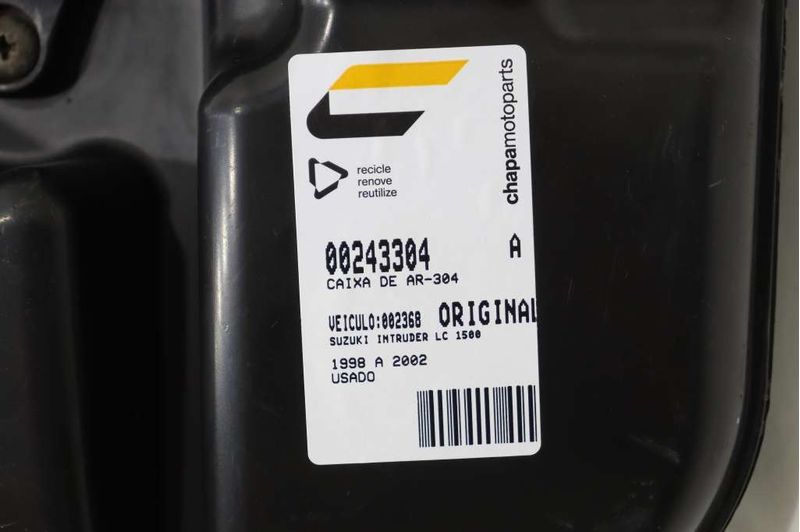 chapamotoparts
recicle
renove
reutilize
00243304 A
CAIXA DE AR-304
VEICULO:002368 ORIGINAL
SUZUKI INTRUDER LC 1500
1998 A 2002
USADO